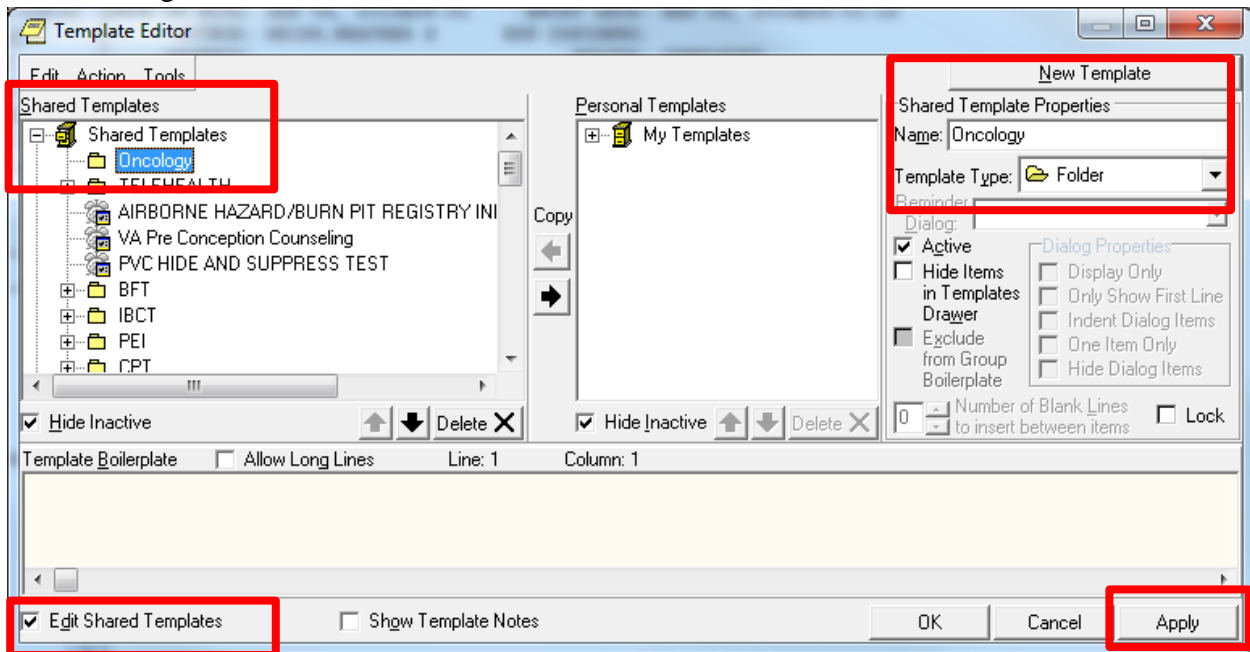 Template Editor
Edit Action Tools
New Template
Shared Templates
Shared Templates
Oncology
TELEHEALTH
AIRBORNE HAZARD/BURN PIT REGISTRY INI
VA Pre Conception Counseling
PVC HIDE AND SUPPRESS TEST
BFT
IBCT
PEI
CPT
Hide Inactive
Delete
Copy
Personal Templates
My Templates
Hide Inactive
Delete
Shared Template Properties
Name: Oncology
Template Type: Folder
Reminder
Dialog:
Active
Hide Items
in Templates
Drawer
Exclude
from Group
Boilerplate
Dialog Properties
Display Only
Only Show First Line
Indent Dialog Items
One Item Only
Hide Dialog Items
0 Number of Blank Lines
to insert between items
Lock
Template Boilerplate Allow Long Lines Line: 1 Column: 1
Edit Shared Templates Show Template Notes OK Cancel Apply